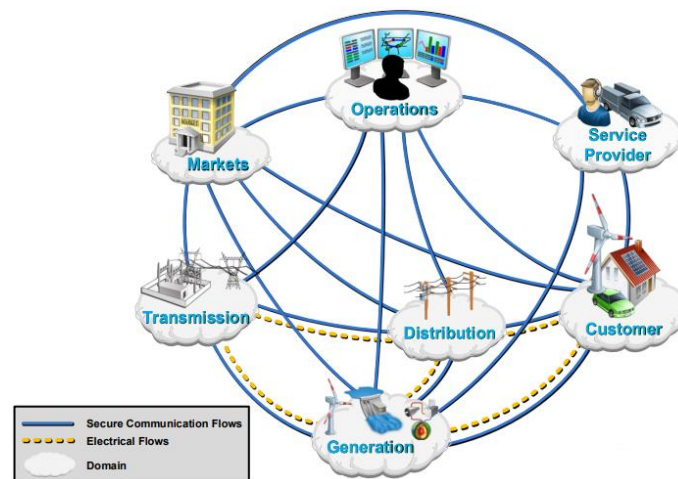 Operations
Service
Provider
Markets
Transmission
Distribution
Customer
Generation
Secure Communication Flows
Electrical Flows
Domain